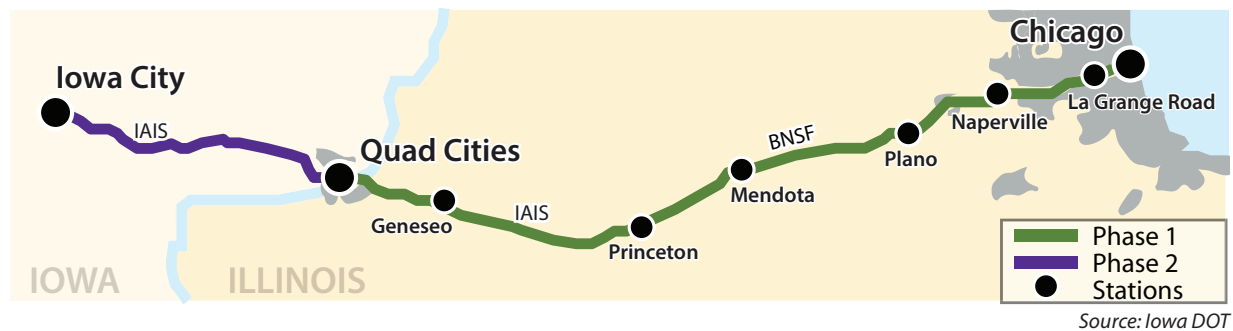 Chicago
Iowa City
La Grange Road
Naperville
IAIS
BNSF
Quad Cities
Plano
Mendota
Geneseo
IAIS
Princeton
Phase 1
Phase 2
Stations
IOWA
ILLINOIS
Source: Iowa DOT